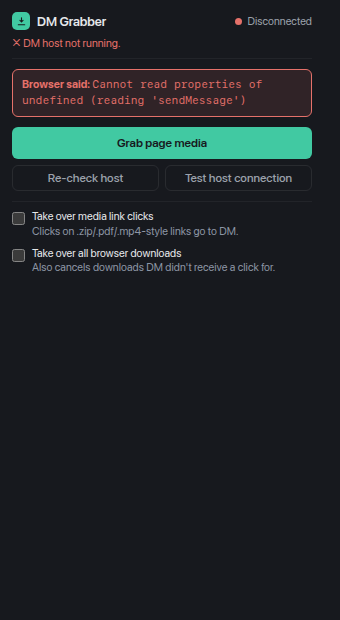 DM Grabber
Disconnected
✕ DM host not running.
Browser said: Cannot read properties of
undefined (reading 'sendMessage')
Grab page media
Re-check host
Test host connection
Take over media link clicks
Clicks on .zip/.pdf/.mp4-style links go to DM.
Take over all browser downloads
Also cancels downloads DM didn't receive a click for.